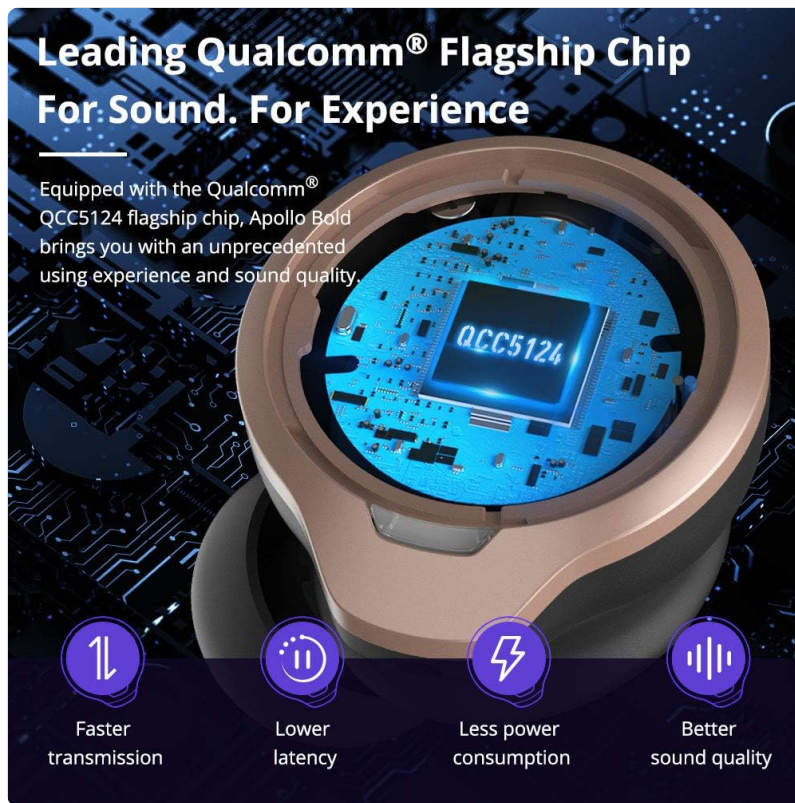 Leading Qualcomm® Flagship Chip
For Sound. For Experience
Equipped with the Qualcomm®
QCC5124 flagship chip, Apollo Bold
brings you with an unprecedented
using experience and sound quality.
QCC5124
Faster
transmission
Lower
latency
Less power
consumption
Better
sound quality